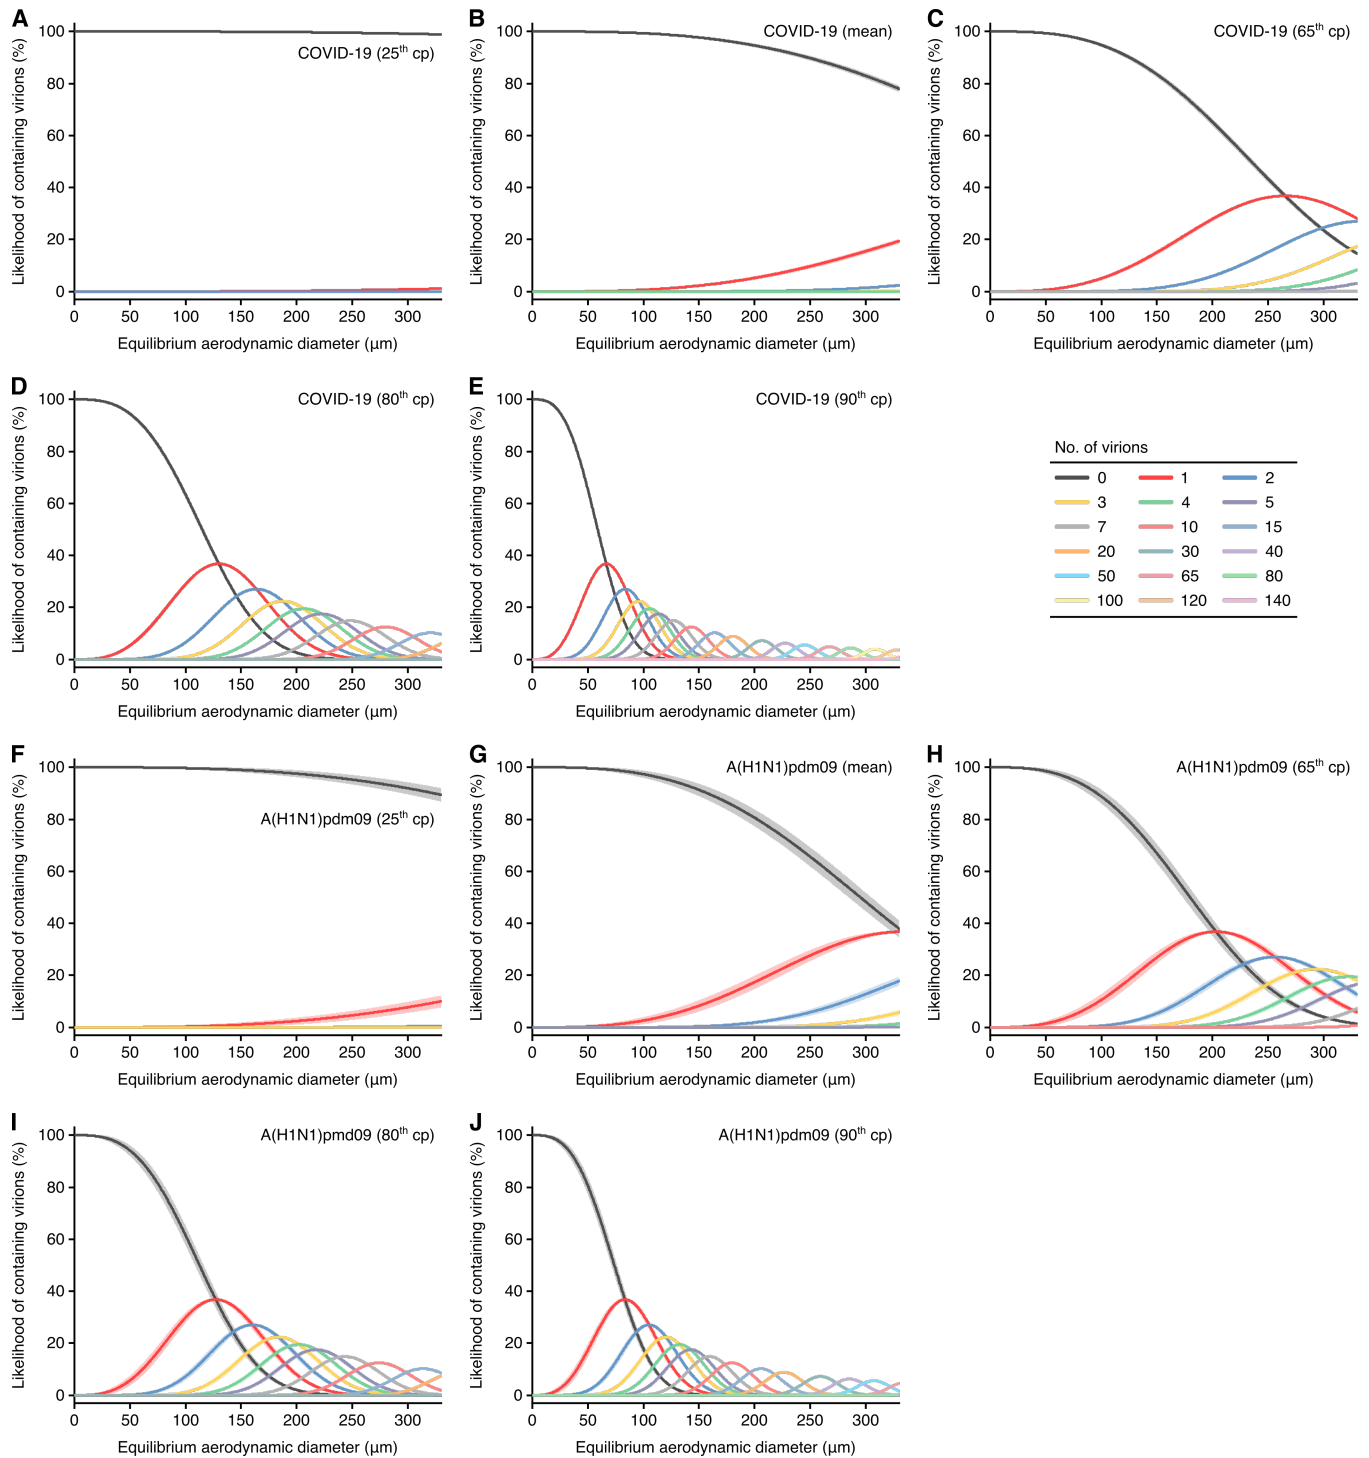 A
COVID-19 (25th cp)
Likelihood of containing virions (%)
100
80
60
40
20
0
0 50 100 150 200 250 300
Equilibrium aerodynamic diameter (µm)
B
COVID-19 (mean)
Likelihood of containing virions (%)
100
80
60
40
20
0
0 50 100 150 200 250 300
Equilibrium aerodynamic diameter (µm)
C
COVID-19 (65th cp)
Likelihood of containing virions (%)
100
80
60
40
20
0
0 50 100 150 200 250 300
Equilibrium aerodynamic diameter (µm)
D
COVID-19 (80th cp)
Likelihood of containing virions (%)
100
80
60
40
20
0
0 50 100 150 200 250 300
Equilibrium aerodynamic diameter (µm)
E
COVID-19 (90th cp)
Likelihood of containing virions (%)
100
80
60
40
20
0
0 50 100 150 200 250 300
Equilibrium aerodynamic diameter (µm)
No. of virions
0 1 2
3 4 5
7 10 15
20 30 40
50 65 80
100 120 140
F
A(H1N1)pdm09 (25th cp)
Likelihood of containing virions (%)
100
80
60
40
20
0
0 50 100 150 200 250 300
Equilibrium aerodynamic diameter (µm)
G
A(H1N1)pdm09 (mean)
Likelihood of containing virions (%)
100
80
60
40
20
0
0 50 100 150 200 250 300
Equilibrium aerodynamic diameter (µm)
H
A(H1N1)pdm09 (65th cp)
Likelihood of containing virions (%)
100
80
60
40
20
0
0 50 100 150 200 250 300
Equilibrium aerodynamic diameter (µm)
I
A(H1N1)pmd09 (80th cp)
Likelihood of containing virions (%)
100
80
60
40
20
0
0 50 100 150 200 250 300
Equilibrium aerodynamic diameter (µm)
J
A(H1N1)pdm09 (90th cp)
Likelihood of containing virions (%)
100
80
60
40
20
0
0 50 100 150 200 250 300
Equilibrium aerodynamic diameter (µm)